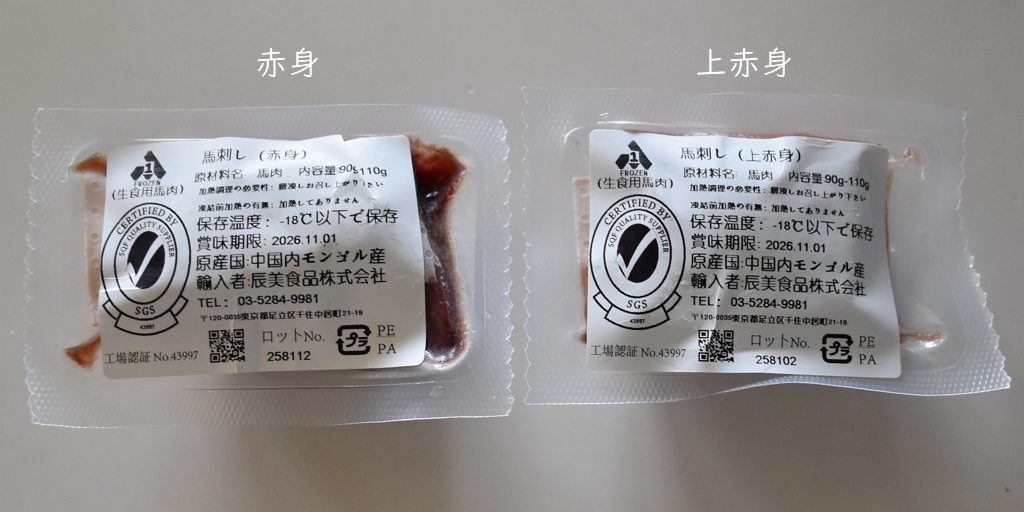 赤身
上赤身
1
FROZEN
(生食用馬肉)
馬刺し (赤身)
原材料名: 馬肉 内容量90g-110g
加熱調理の必要性: 解凍しお召し上がり下さい
凍結前加熱の有無: 加熱してありません
保存温度: -18℃以下で保存
賞味期限: 2026.11.01
原産国:中国内モンゴル産
輸入者:辰美食品株式会社
TEL: 03-5284-9981
〒120-0035東京都足立区千住中居町21-19
CERTIFIED BY
SQF QUALITY SUPPLIER
SGS
43997
工場認証 No.43997
ロットNo.
258112
プラ
PE
PA
1
FROZEN
(生食用馬肉)
馬刺し (上赤身)
原材料名: 馬肉 内容量90g-110g
加熱調理の必要性: 解凍しお召し上がり下さい
凍結前加熱の有無: 加熱してありません
保存温度: -18℃以下で保存
賞味期限: 2026.11.01
原産国:中国内モンゴル産
輸入者:辰美食品株式会社
TEL: 03-5284-9981
〒120-0035東京都足立区千住中居町21-19
CERTIFIED BY
SQF QUALITY SUPPLIER
SGS
43997
工場認証 No.43997
ロットNo.
258102
プラ
PE
PA